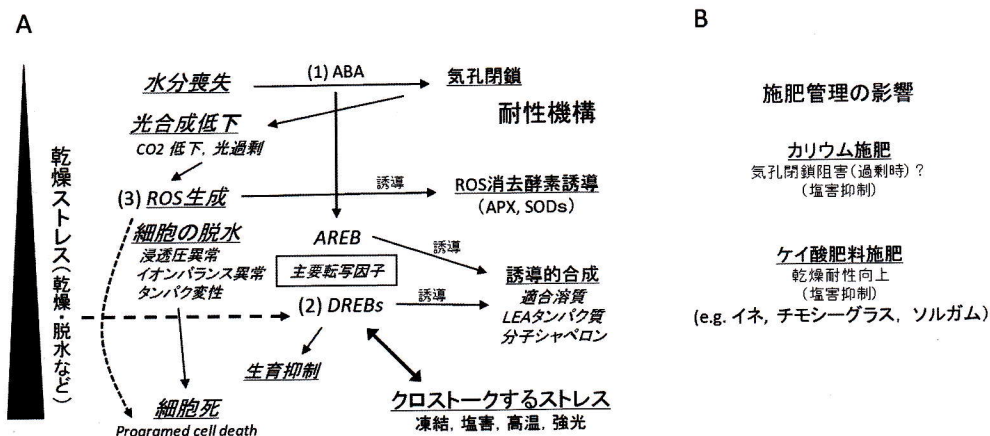 A
水分喪失
(1) ABA
気孔閉鎖
耐性機構
光合成低下
CO2 低下, 光過剰
(3) ROS生成
誘導
ROS消去酵素誘導
(APX, SODs)
細胞の脱水
浸透圧異常
イオンバランス異常
タンパク変性
AREB
誘導
主要転写因子
(2) DREBs
誘導
誘導的合成
適合溶質
LEAタンパク質
分子シャペロン
生育抑制
細胞死
Programed cell death
クロストークするストレス
凍結, 塩害, 高温, 強光
乾燥ストレス(乾燥・脱水など)
B
施肥管理の影響
カリウム施肥
気孔閉鎖阻害(過剰時)?
(塩害抑制)
ケイ酸肥料施肥
乾燥耐性向上
(塩害抑制)
(e.g. イネ, チモシーグラス, ソルガム)